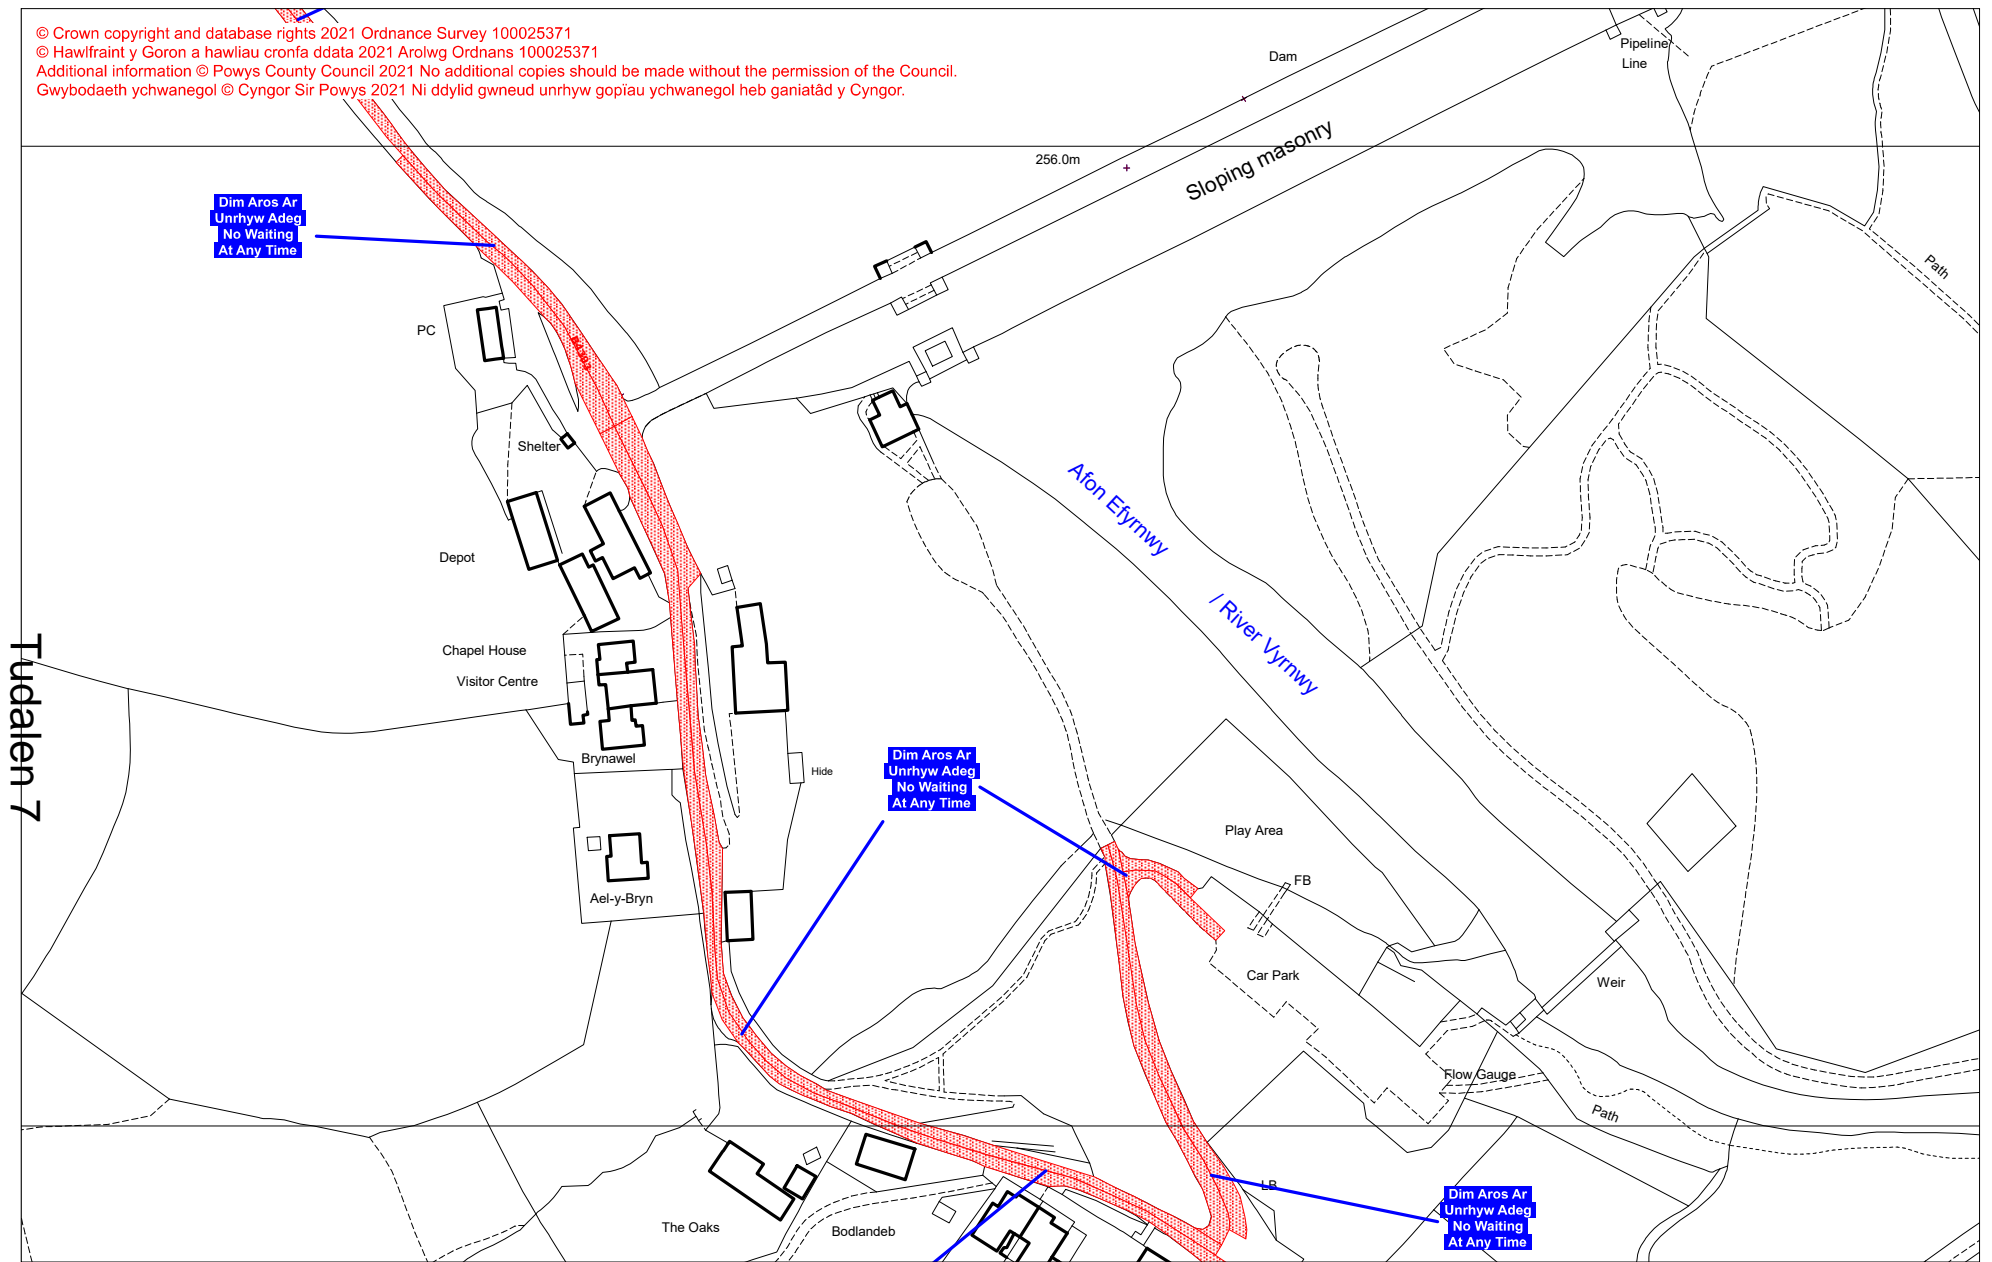 © Crown copyright and database rights 2021 Ordnance Survey 100025371
© Hawlfraint y Goron a hawliau cronfa ddata 2021 Arolwg Ordnans 100025371
Additional information © Powys County Council 2021 No additional copies should be made without the permission of the Council.
Gwybodaeth ychwanegol © Cyngor Sir Powys 2021 Ni ddylid gwneud unrhyw gopïau ychwanegol heb ganiatâd y Cyngor.
Dam
Pipeline
Line
256.0m
Sloping masonry
Dim Aros Ar
Unrhyw Adeg
No Waiting
At Any Time
Path
PC
Shelter
Afon Efyrnwy
/ River Vyrnwy
Depot
Chapel House
Visitor Centre
Tudalen 7
Brynawel
Hide
Dim Aros Ar
Unrhyw Adeg
No Waiting
At Any Time
Play Area
FB
Ael-y-Bryn
Car Park
Weir
Flow Gauge
Path
LB
The Oaks
Bodlandeb
Dim Aros Ar
Unrhyw Adeg
No Waiting
At Any Time